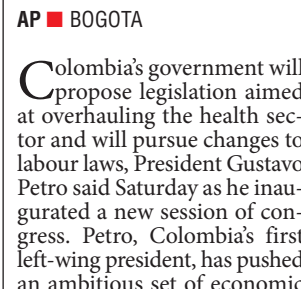 AP ■ BOGOTA
Colombia's government will
propose legislation aimed
at overhauling the health sec-
tor and will pursue changes to
labour laws, President Gustavo
Petro said Saturday as he inau-
gurated a new session of con-
gress. Petro, Colombia's first
left-wing president, has pushed
an ambitious set of economic